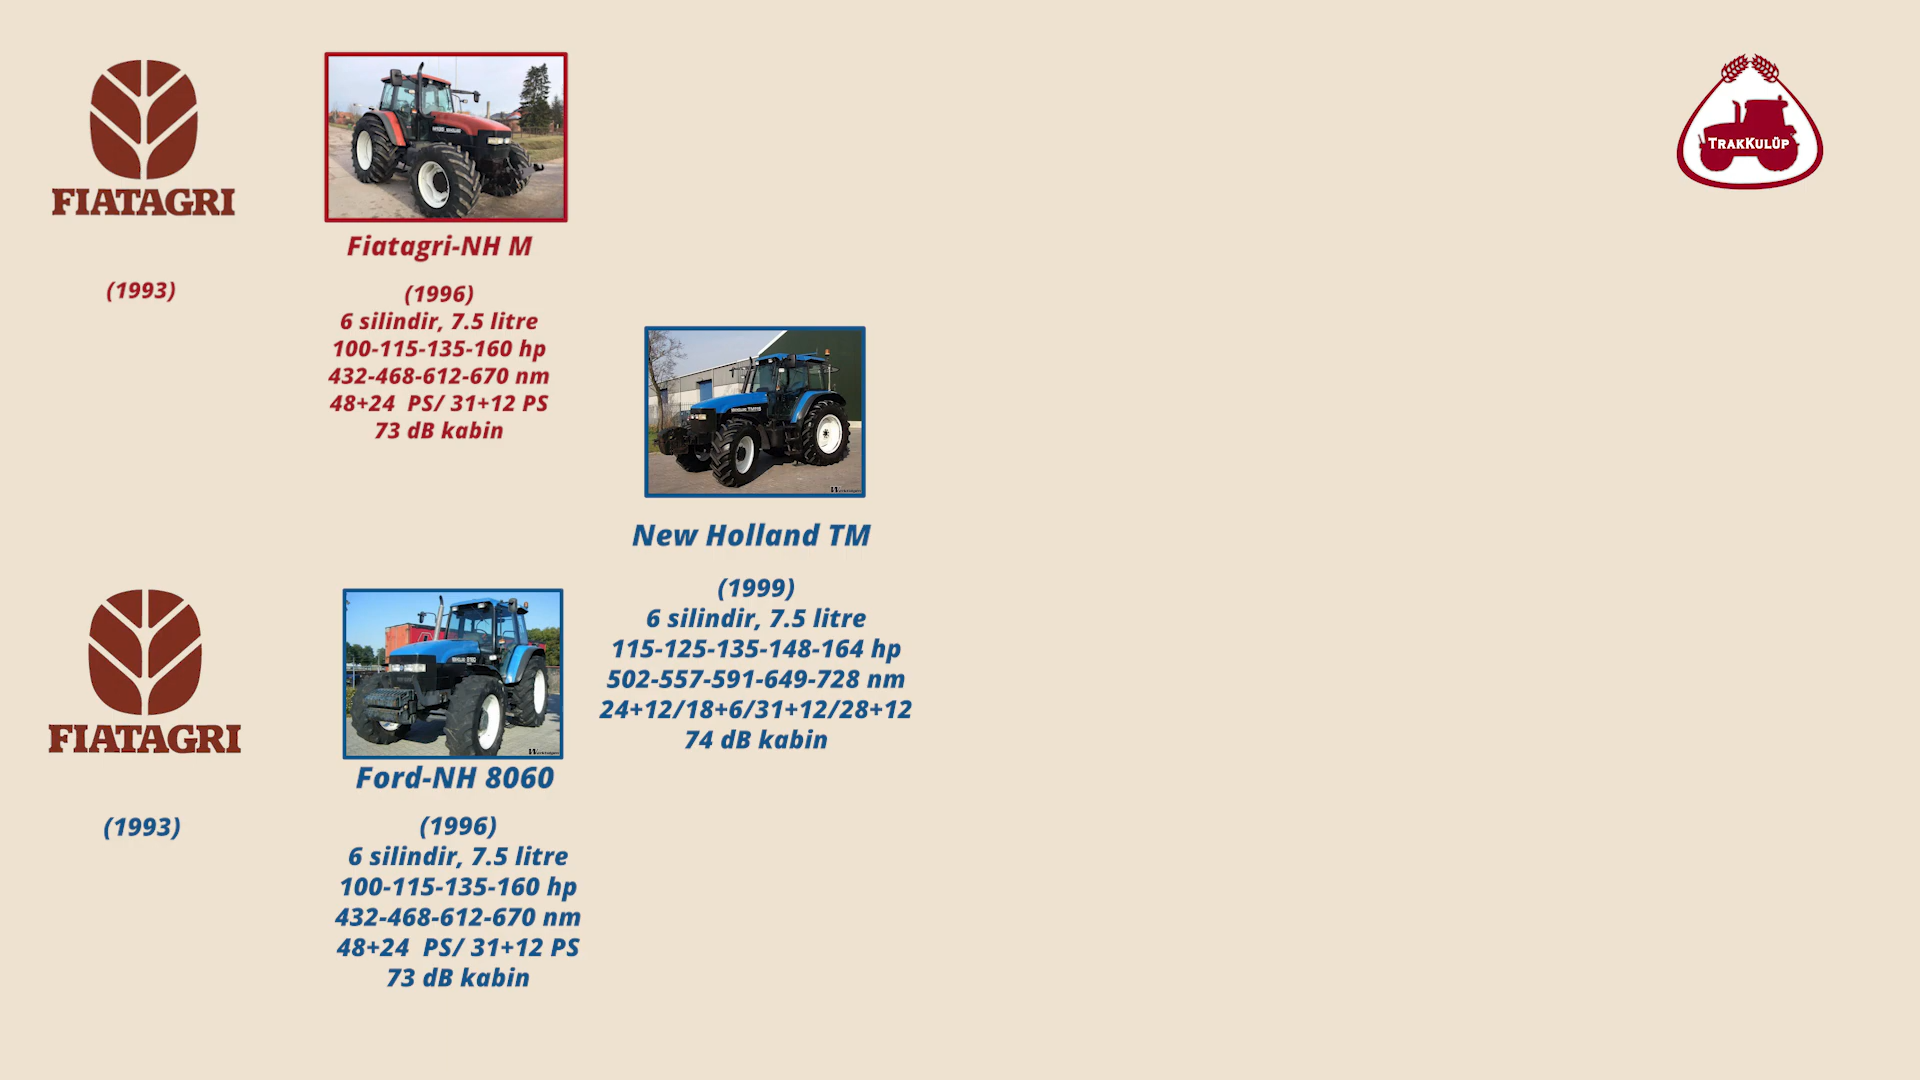 FIATAGRI
(1993)
Fiatagri-NH M
(1996)
6 silindir, 7.5 litre
100-115-135-160 hp
432-468-612-670 nm
48+24 PS/ 31+12 PS
73 dB kabin
TRAKKULÜP
New Holland TM
(1999)
6 silindir, 7.5 litre
115-125-135-148-164 hp
502-557-591-649-728 nm
24+12/18+6/31+12/28+12
74 dB kabin
FIATAGRI
(1993)
Ford-NH 8060
(1996)
6 silindir, 7.5 litre
100-115-135-160 hp
432-468-612-670 nm
48+24 PS/ 31+12 PS
73 dB kabin